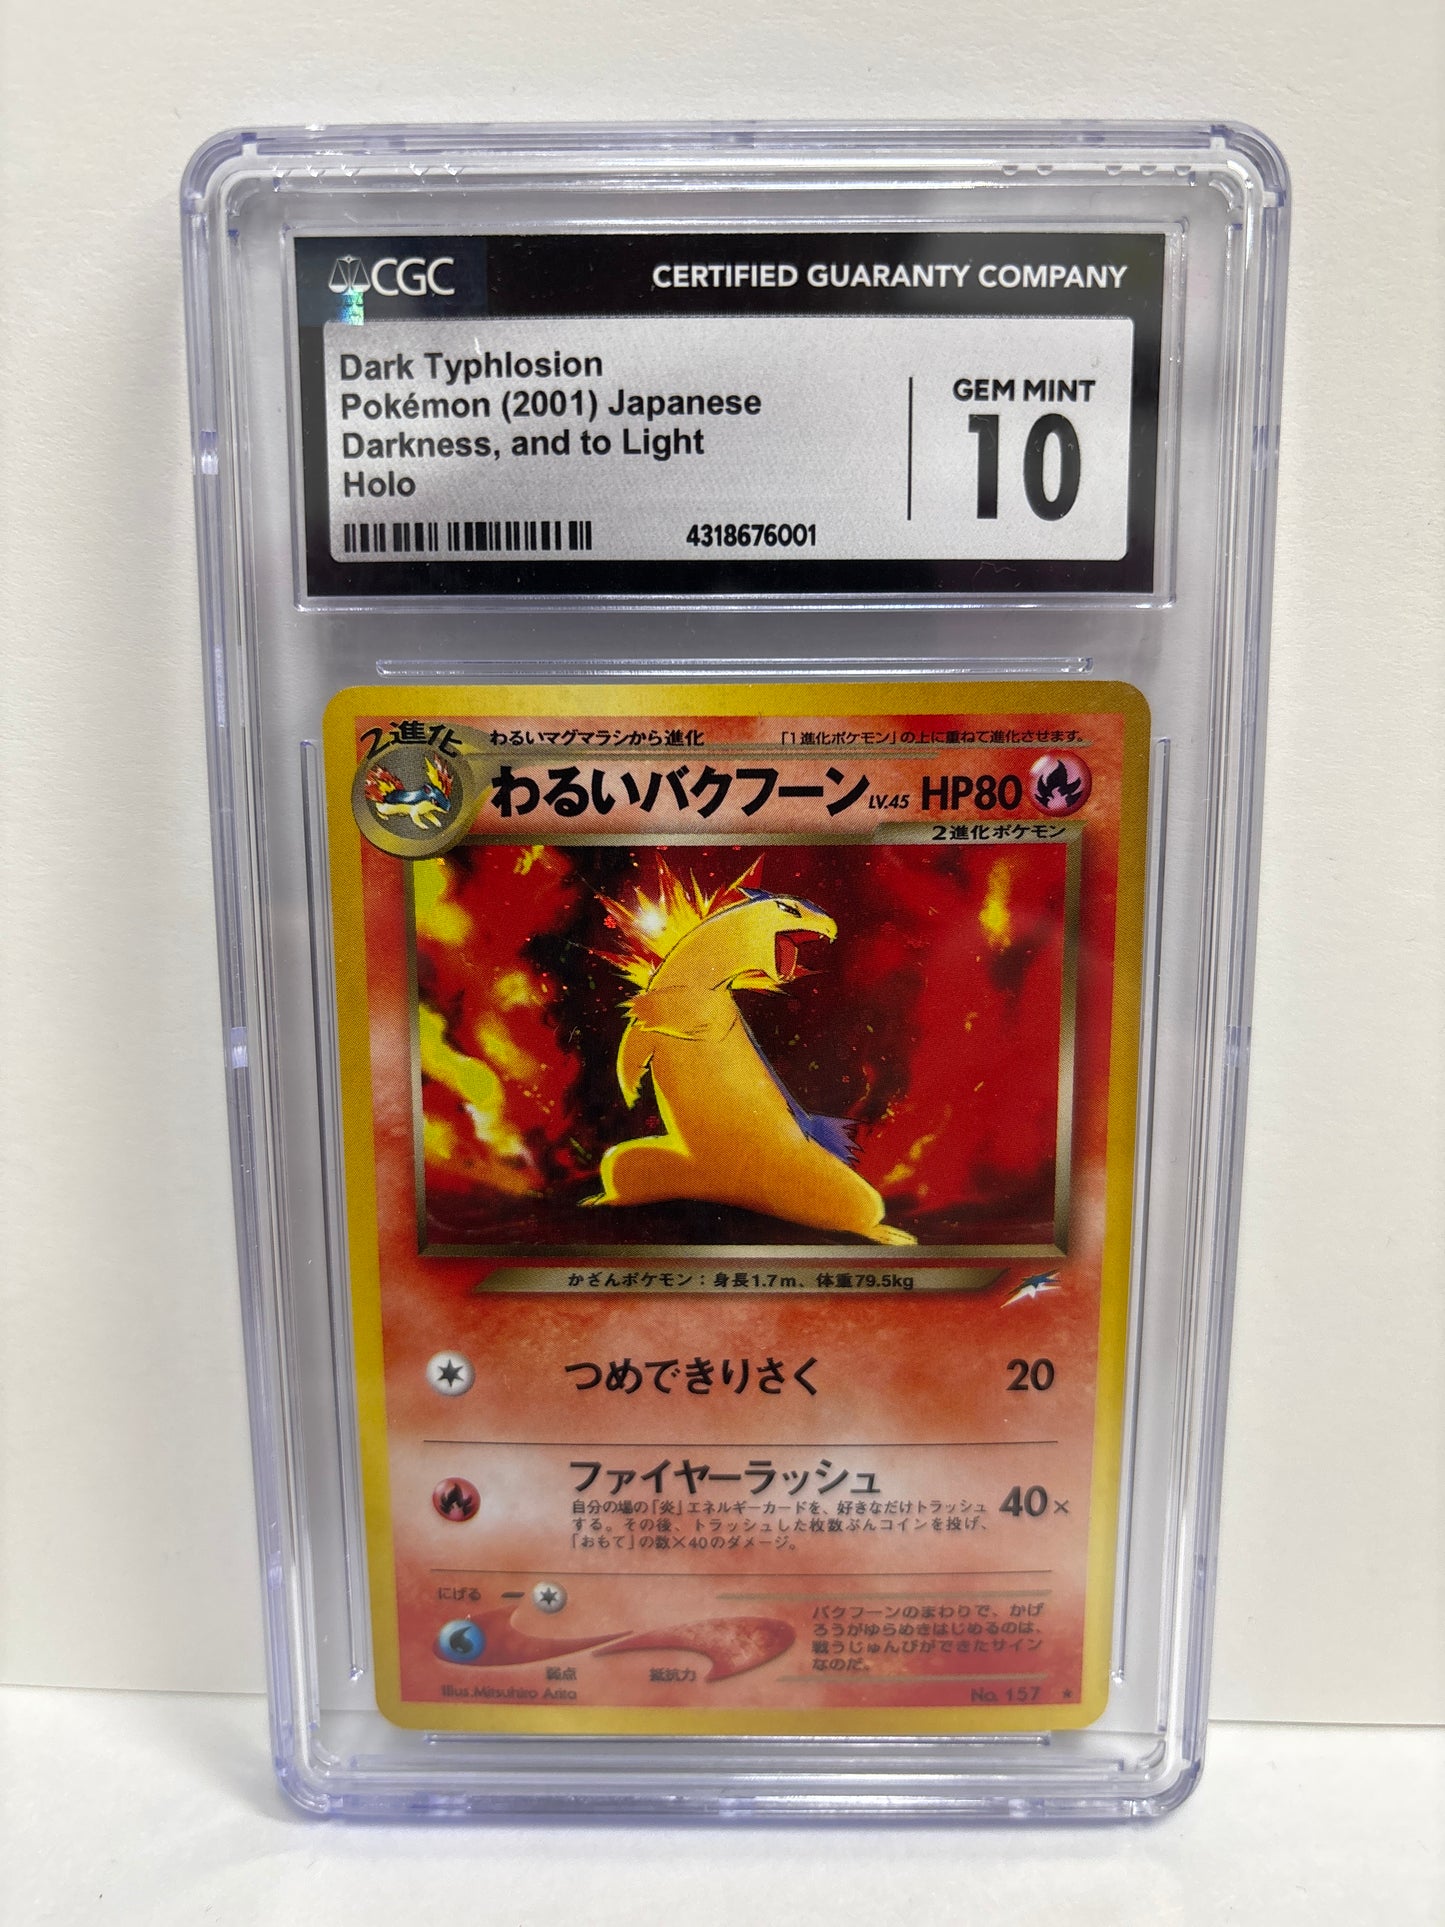 CGC
CERTIFIED GUARANTY COMPANY
Dark Typhlosion
Pokémon (2001) Japanese
Darkness, and to Light
Holo
4318676001
GEM MINT
10
2進化
わるいマグマラシから進化
「1進化ポケモン」の上に重ねて進化させます。
わるいバクフーン LV.45 HP80
2進化ポケモン
かざんポケモン：身長1.7m、体重79.5kg
つめできりさく 20
ファイヤーラッシュ
自分の場の「炎」エネルギーカードを、好きなだけトラッシュ
する。その後、トラッシュした枚数ぶんコインを投げ、
「おもて」の数×40のダメージ。
40×
にげる
弱点
抵抗力
バクフーンのまわりで、かげ
ろうがゆらめきはじめるのは、
戦うじゅんびができたサイン
なのだ。
Illus.Mitsuhiro Arita
No. 157 ★